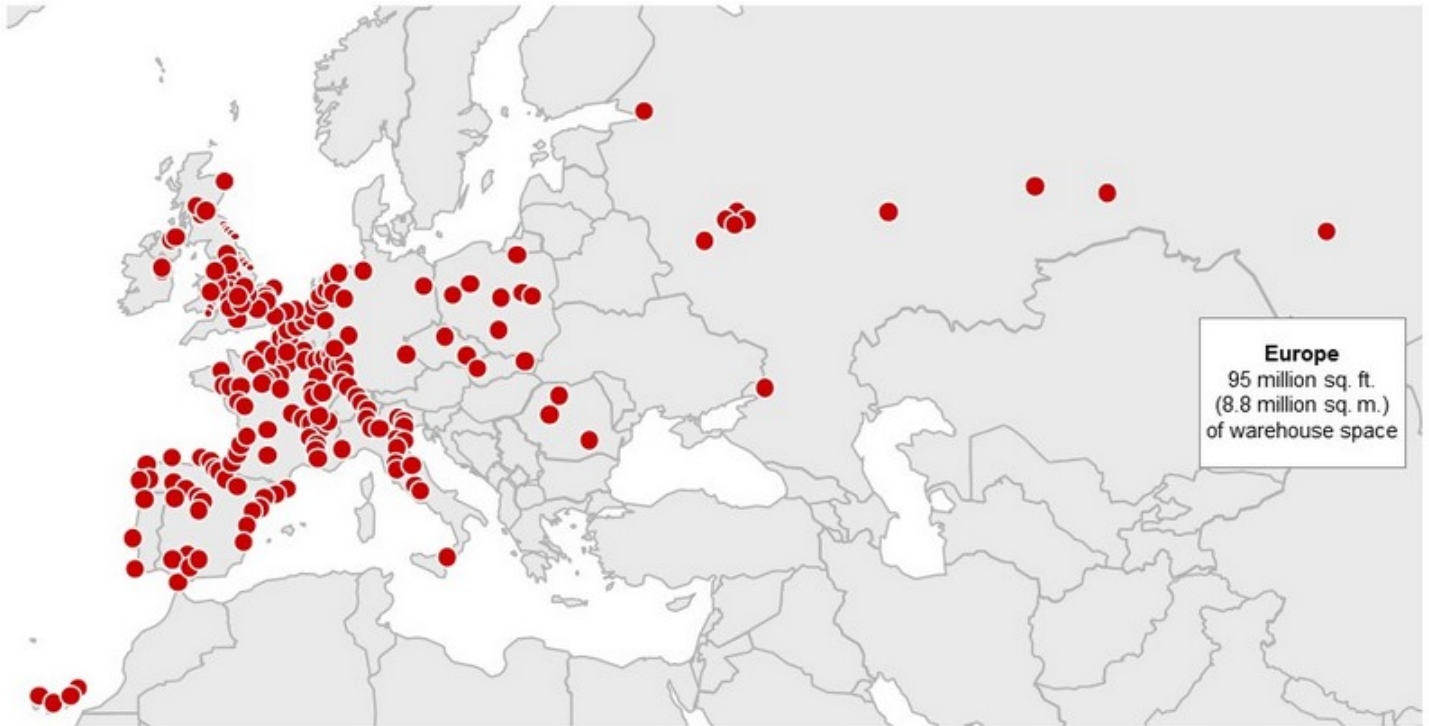 Europe
95 million sq. ft.
(8.8 million sq. m.)
of warehouse space